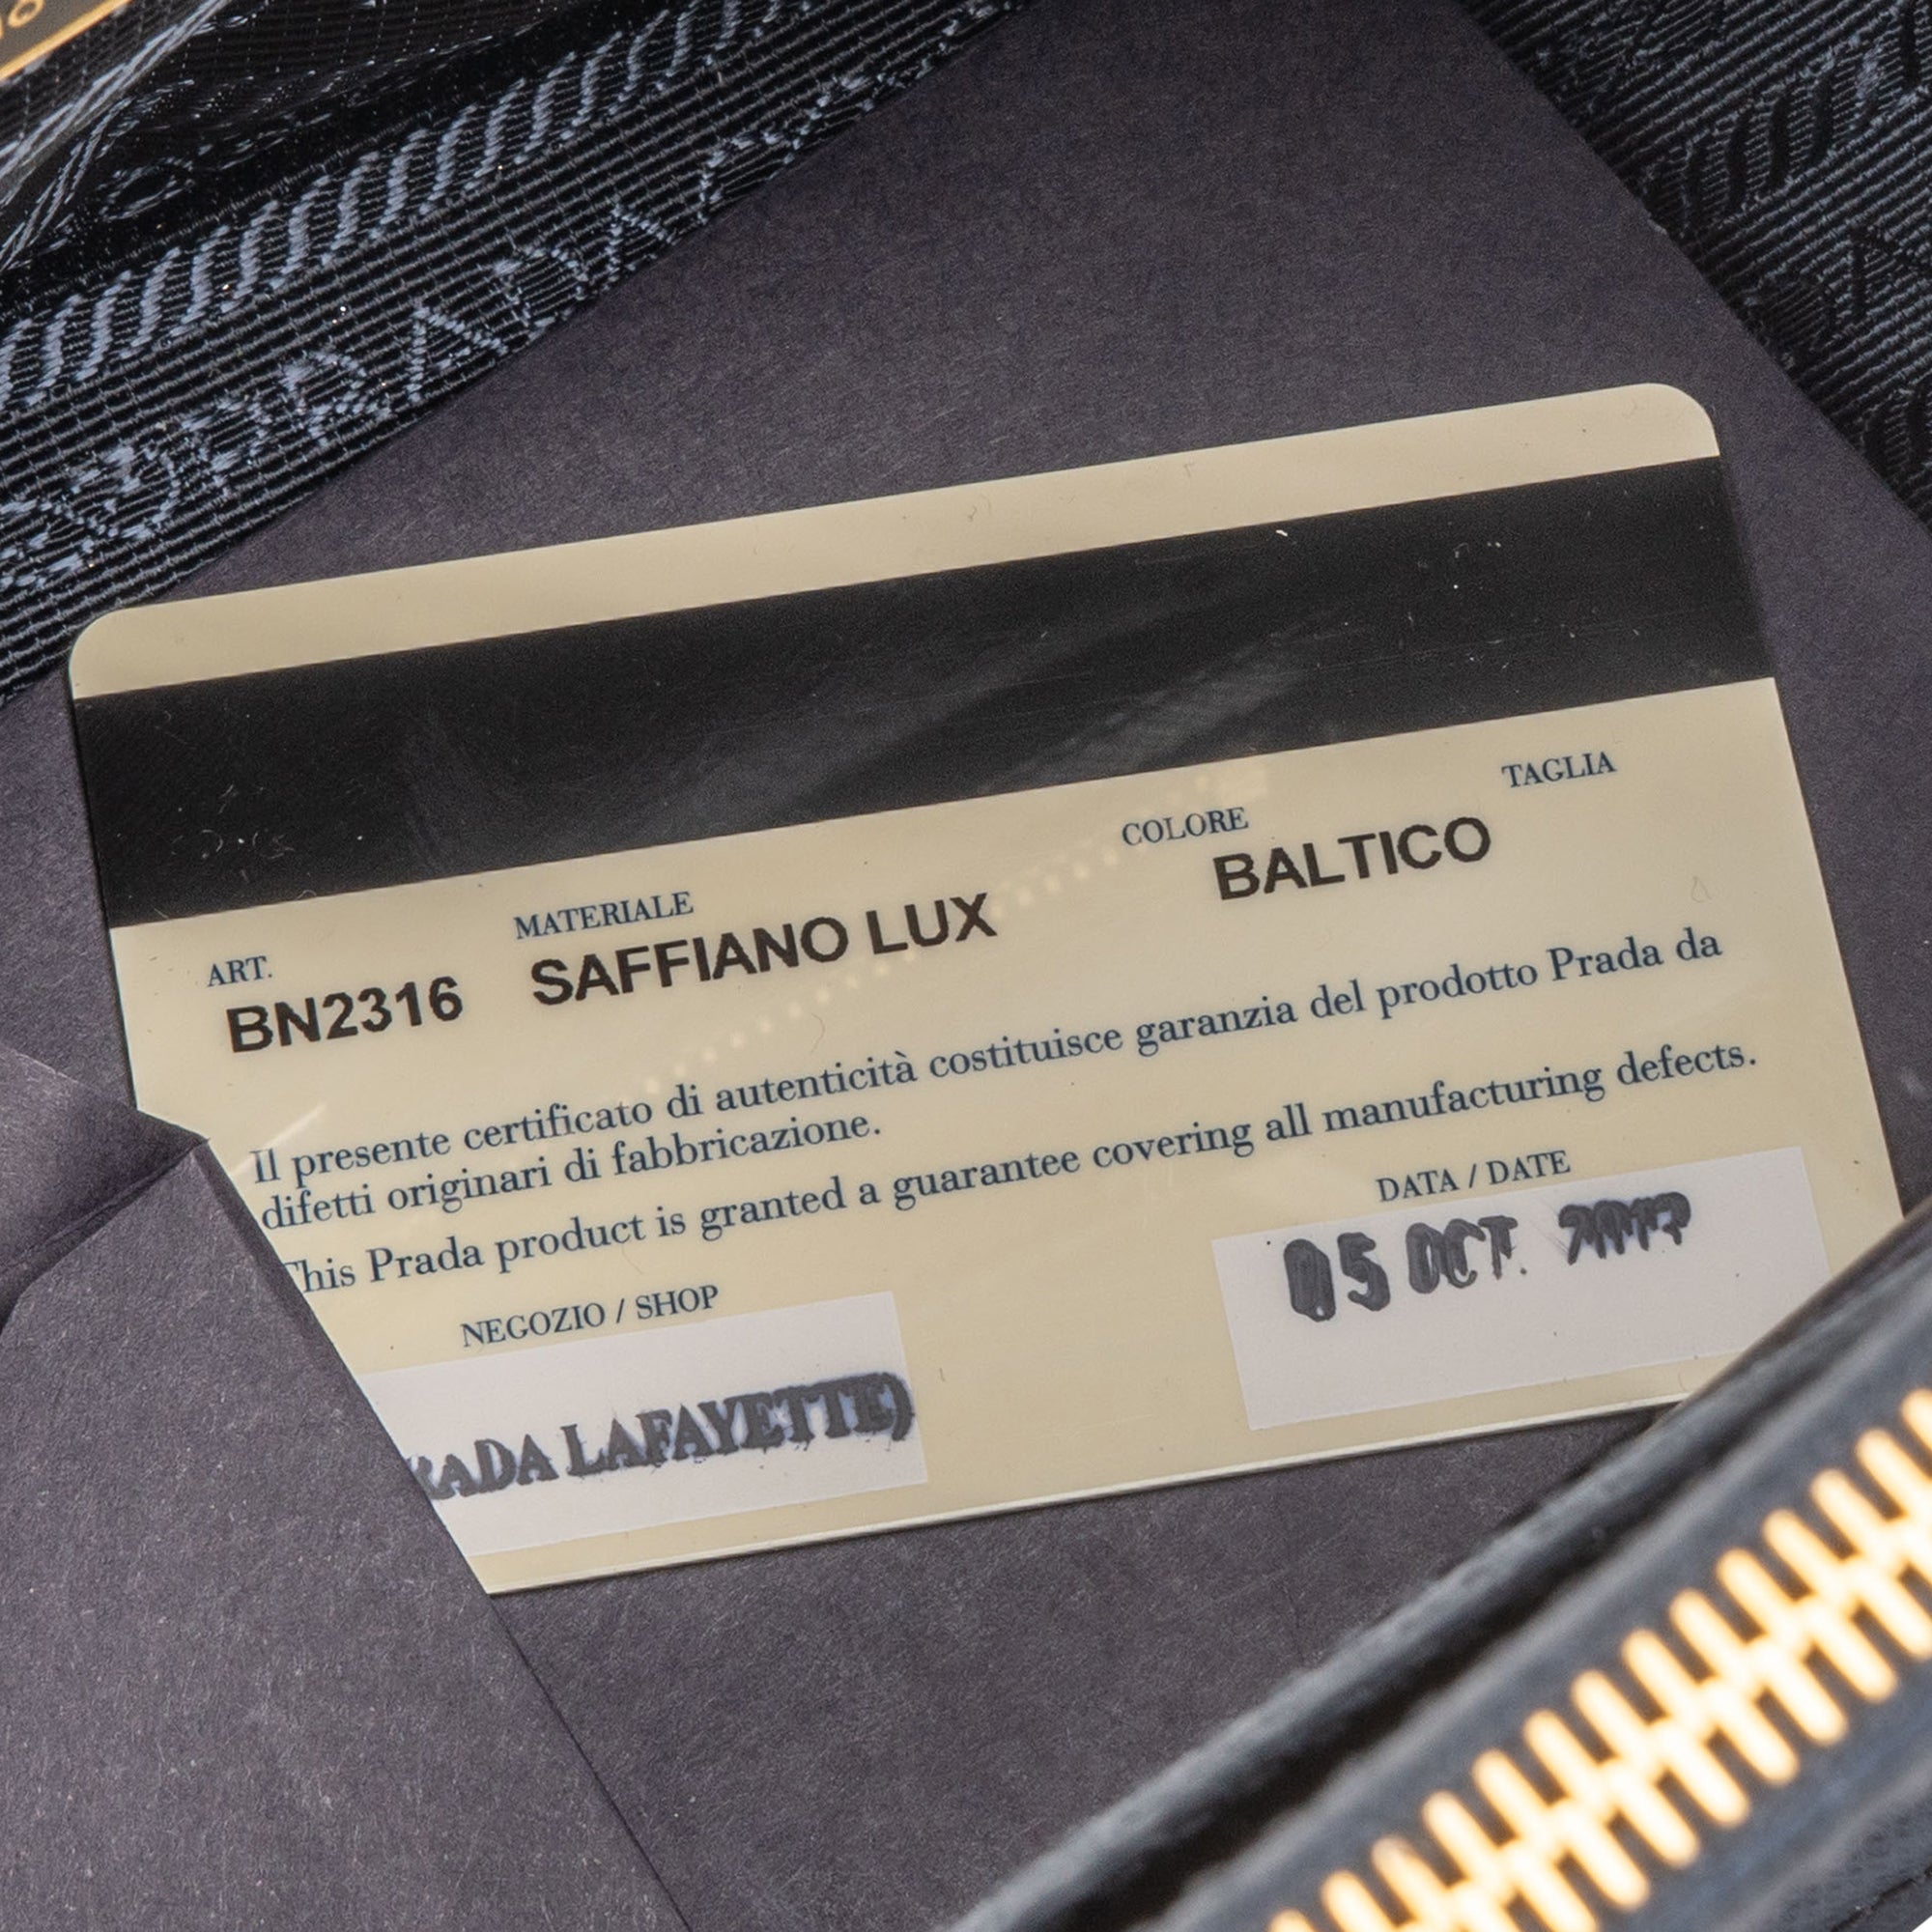 PRADA
TAGLIA
COLORE
BALTICO
MATERIALE
SAFFIANO LUX
ART.
BN2316
Il presente certificato di autenticità costituisce garanzia del prodotto Prada da
difetti originari di fabbricazione.
This Prada product is granted a guarantee covering all manufacturing defects.
DATA / DATE
05 OCT.
NEGOZIO / SHOP
RADA LAFAYETTE)